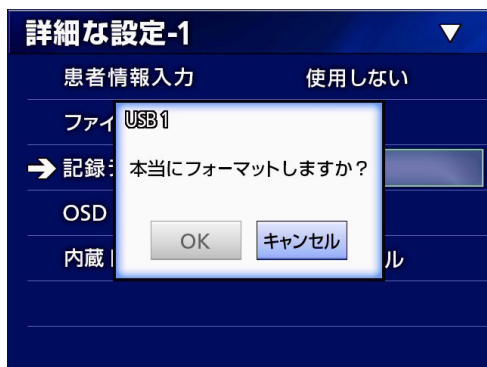 詳細な設定-1 ▼
患者情報入力 使用しない
ファイ
USB 1
本当にフォーマットしますか？
➔ 記録
OSD
OK キャンセル
内蔵 ル